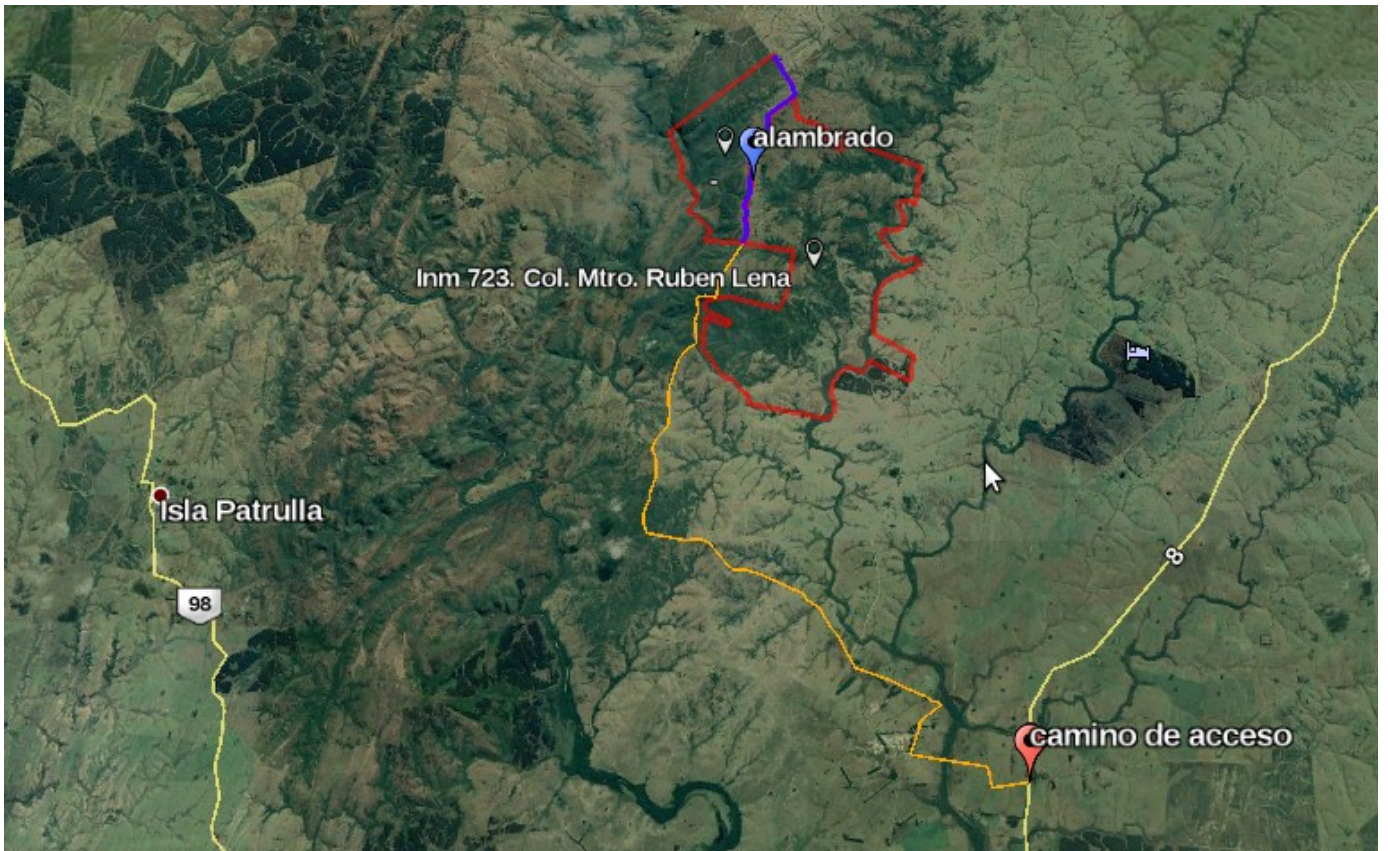 alambrado
Inm 723. Col. Mtro. Ruben Lena
Isla Patrulla
8
98
camino de acceso